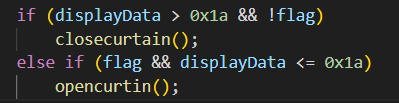 if (displayData > 0x1a && !flag)
closecurtain();
else if (flag && displayData <= 0x1a)
opencurtin();